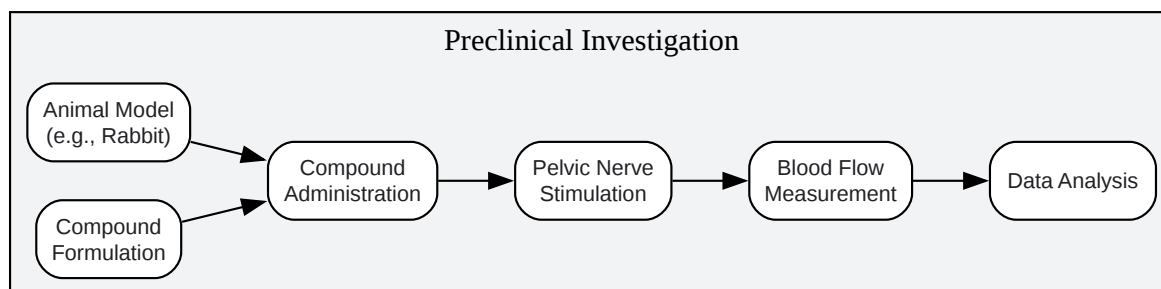 Preclinical Investigation
Animal Model
(e.g., Rabbit)
Compound
Formulation
Compound
Administration
Pelvic Nerve
Stimulation
Blood Flow
Measurement
Data Analysis